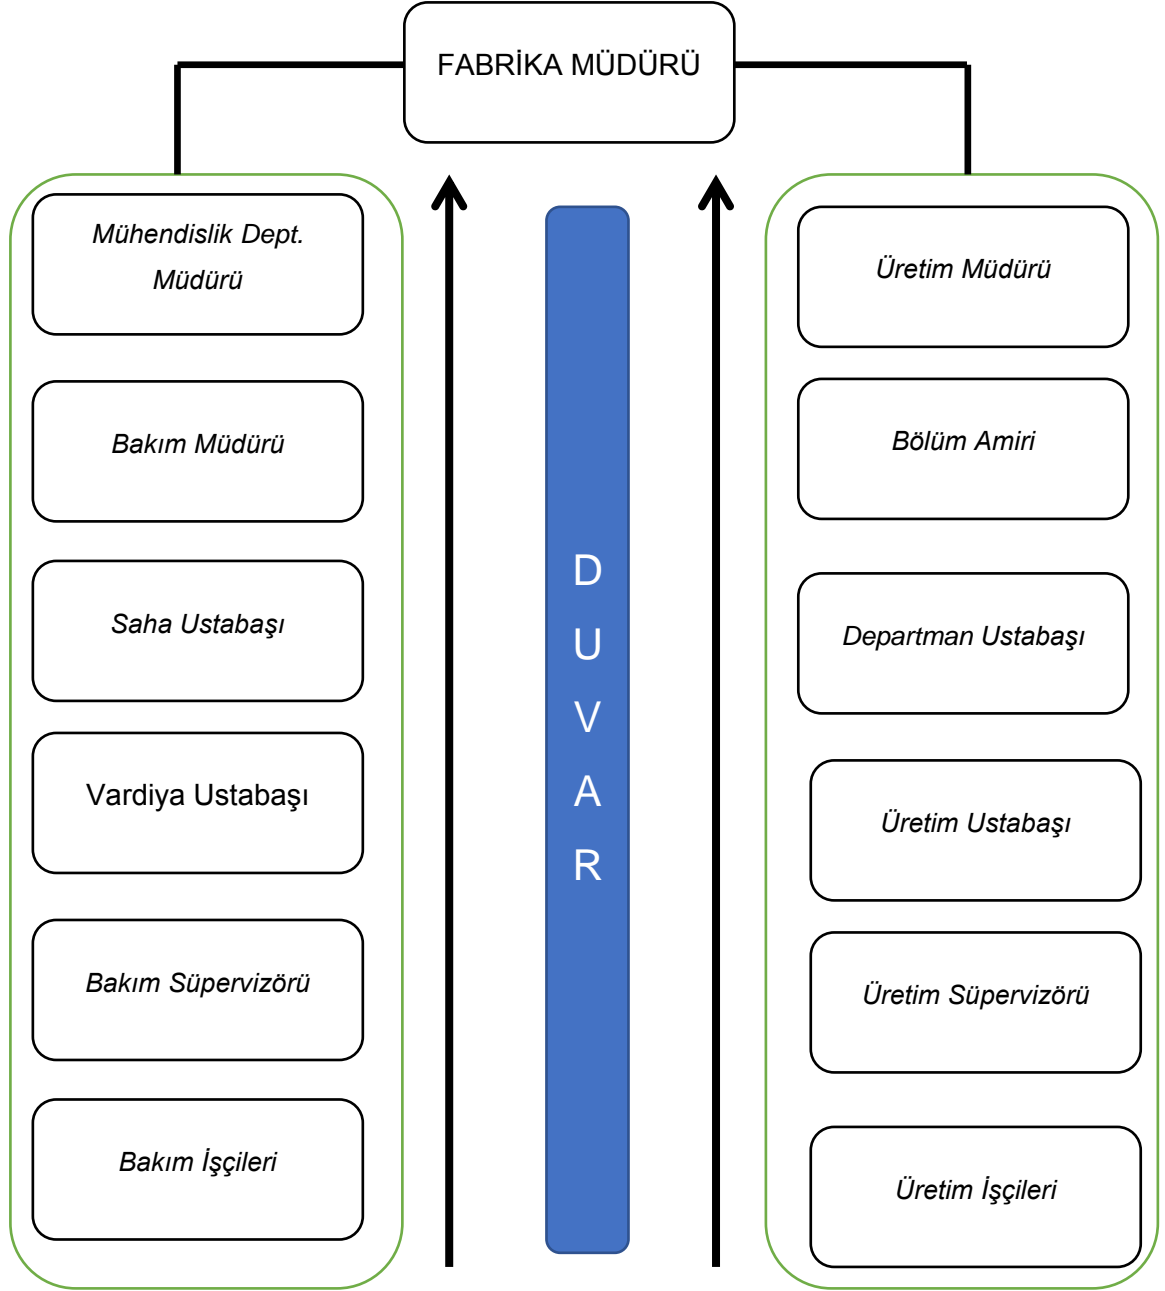 FABRİKA MÜDÜRÜ
Mühendislik Dept.
Müdürü
Bakım Müdürü
Saha Ustabaşı
Vardiya Ustabaşı
Bakım Süpervizörü
Bakım İşçileri
D
U
V
A
R
Üretim Müdürü
Bölüm Amiri
Departman Ustabaşı
Üretim Ustabaşı
Üretim Süpervizörü
Üretim İşçileri